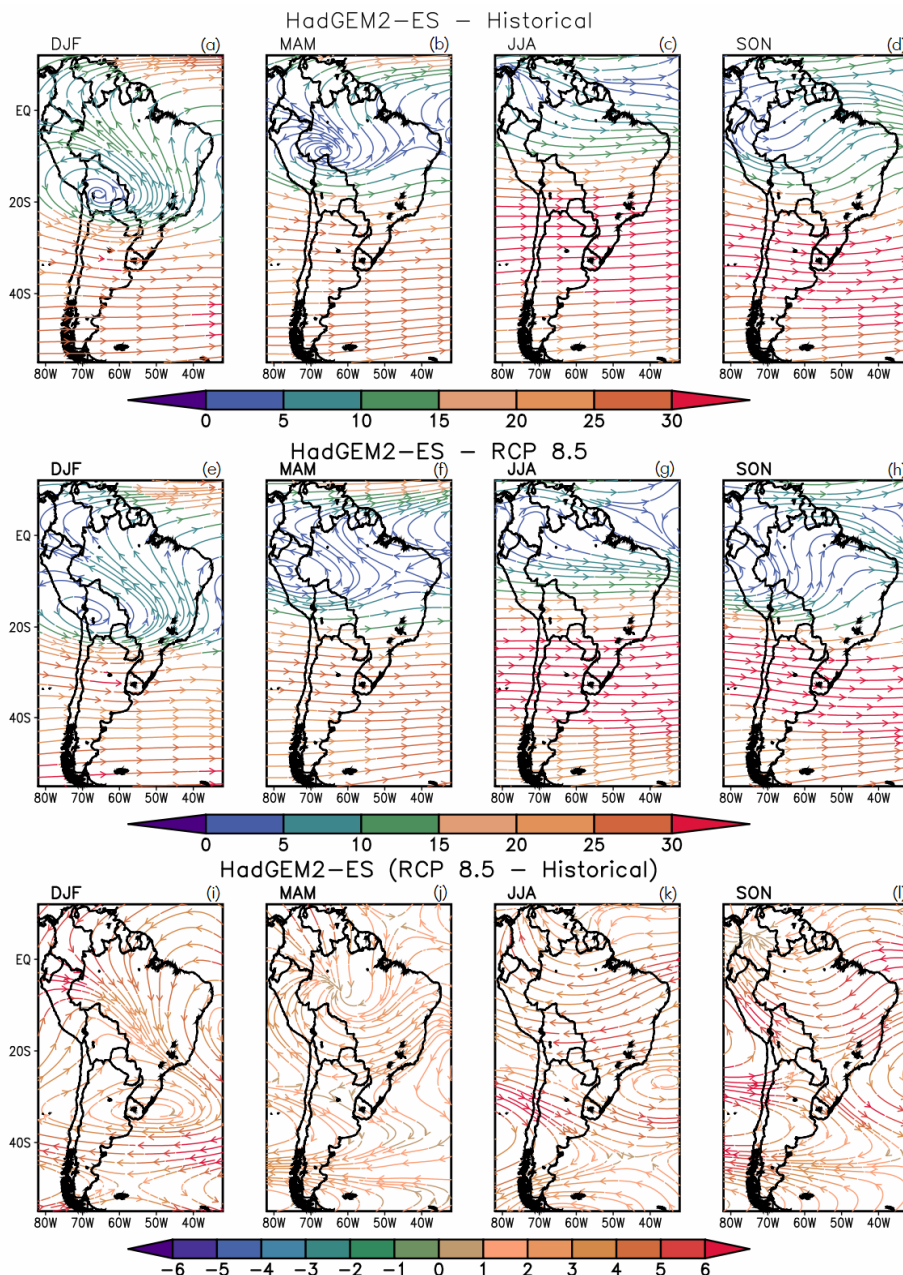 HadGEM2-ES - Historical
DJF (a) MAM (b) JJA (c) SON (d)
EQ
20S
40S
80W 70W 60W 50W 40W 80W 70W 60W 50W 40W 80W 70W 60W 50W 40W 80W 70W 60W 50W 40W
0 5 10 15 20 25 30
HadGEM2-ES - RCP 8.5
DJF (e) MAM (f) JJA (g) SON (h)
EQ
20S
40S
80W 70W 60W 50W 40W 80W 70W 60W 50W 40W 80W 70W 60W 50W 40W 80W 70W 60W 50W 40W
0 5 10 15 20 25 30
HadGEM2-ES (RCP 8.5 - Historical)
DJF (i) MAM (j) JJA (k) SON (l)
EQ
20S
40S
80W 70W 60W 50W 40W 80W 70W 60W 50W 40W 80W 70W 60W 50W 40W 80W 70W 60W 50W 40W
-6 -5 -4 -3 -2 -1 0 1 2 3 4 5 6